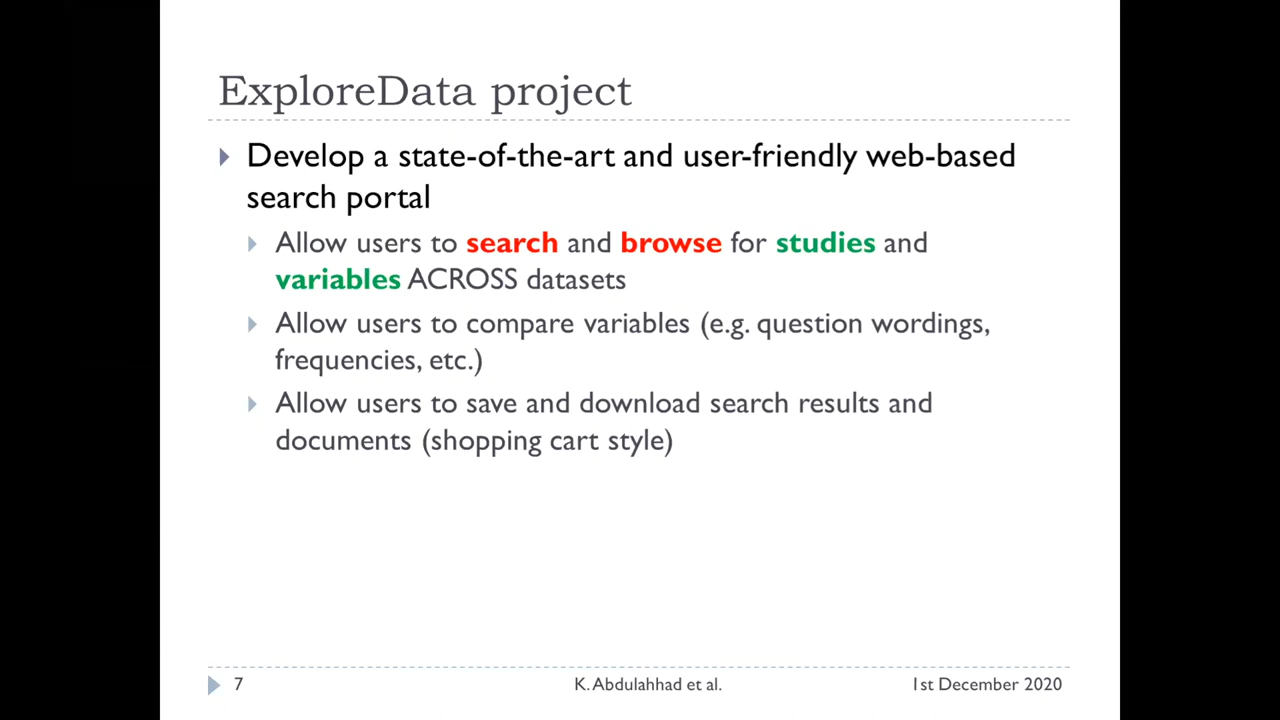 ExploreData project
Develop a state-of-the-art and user-friendly web-based
search portal
Allow users to search and browse for studies and
variables ACROSS datasets
Allow users to compare variables (e.g. question wordings,
frequencies, etc.)
Allow users to save and download search results and
documents (shopping cart style)
7 K. Abdulahhad et al. 1st December 2020